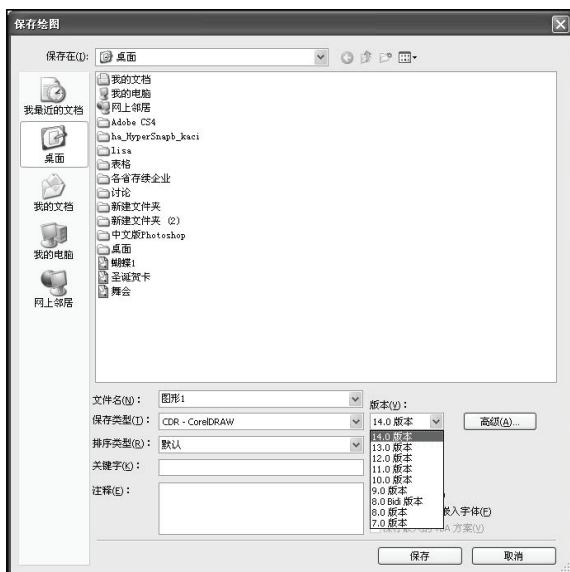 保存绘图
保存在(I): 桌面
我的文档
我的电脑
网上邻居
Adobe CS4
ha_HyperSnapb_kaci
lisa
表格
各省存续企业
讨论
新建文件夹
新建文件夹 (2)
中文版Photoshop
桌面
蝴蝶1
圣诞贺卡
舞会
我最近的文档
桌面
我的文档
我的电脑
网上邻居
文件名(N): 图形1
版本(V):
保存类型(T): CDR - CorelDRAW 14.0 版本 高级(A)...
排序类型(R): 默认
关键字(K):
注释(E):
14.0 版本
13.0 版本
12.0 版本
11.0 版本
10.0 版本
9.0 版本
8.0 Bidi 版本
8.0 版本
7.0 版本
嵌入字体(F)
方案(V)
保存 取消